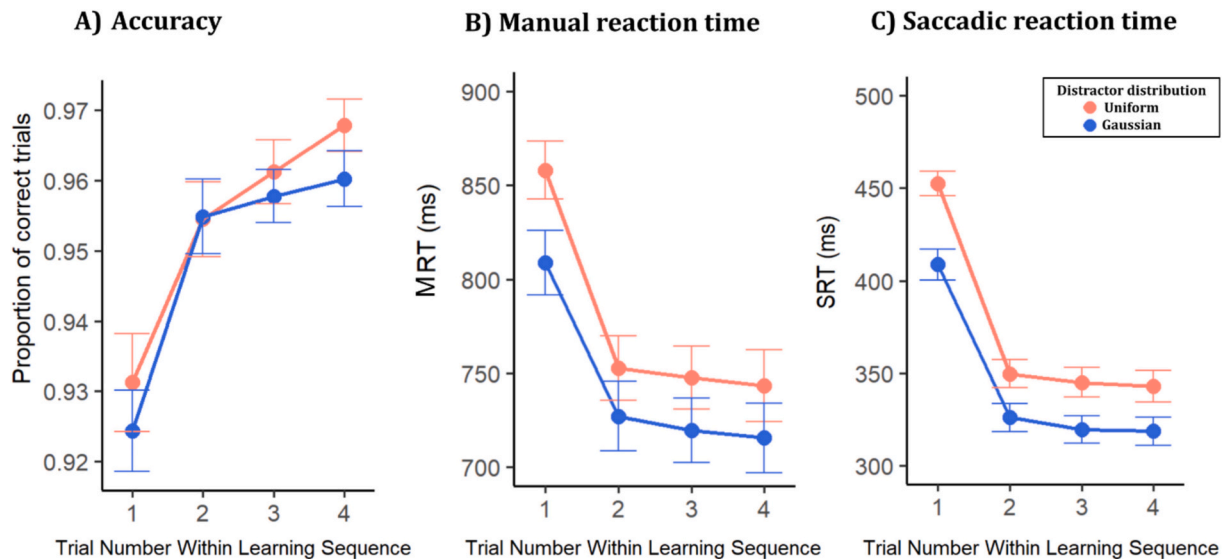 A) Accuracy
Proportion of correct trials
0.97
0.96
0.95
0.94
0.93
0.92
1 2 3 4
Trial Number Within Learning Sequence
B) Manual reaction time
MRT (ms)
900
850
800
750
700
1 2 3 4
Trial Number Within Learning Sequence
C) Saccadic reaction time
SRT (ms)
500
450
400
350
300
1 2 3 4
Trial Number Within Learning Sequence
Distractor distribution
Uniform
Gaussian